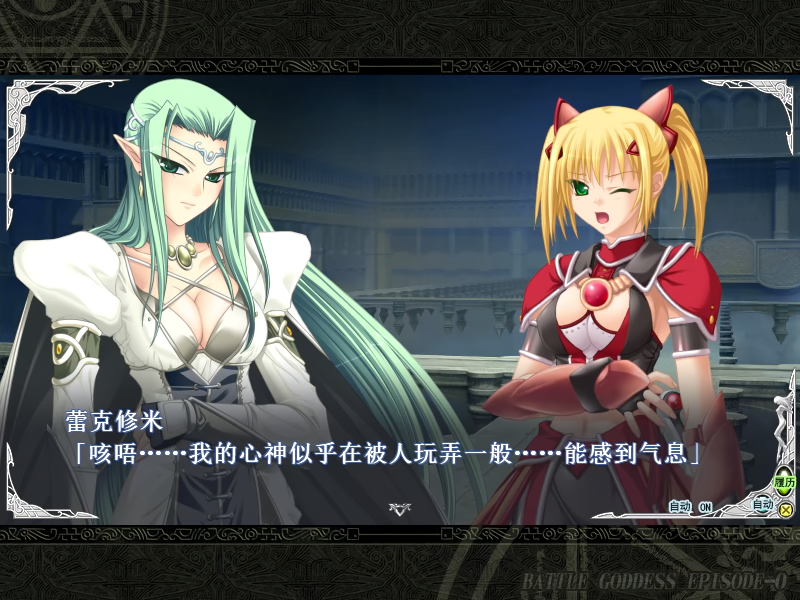 蕾克修米
「咳唔……我的心神似乎在被人玩弄一般……能感到气息」
履历
自动 ON
自动
BATTLE GODDESS EPISODE-0